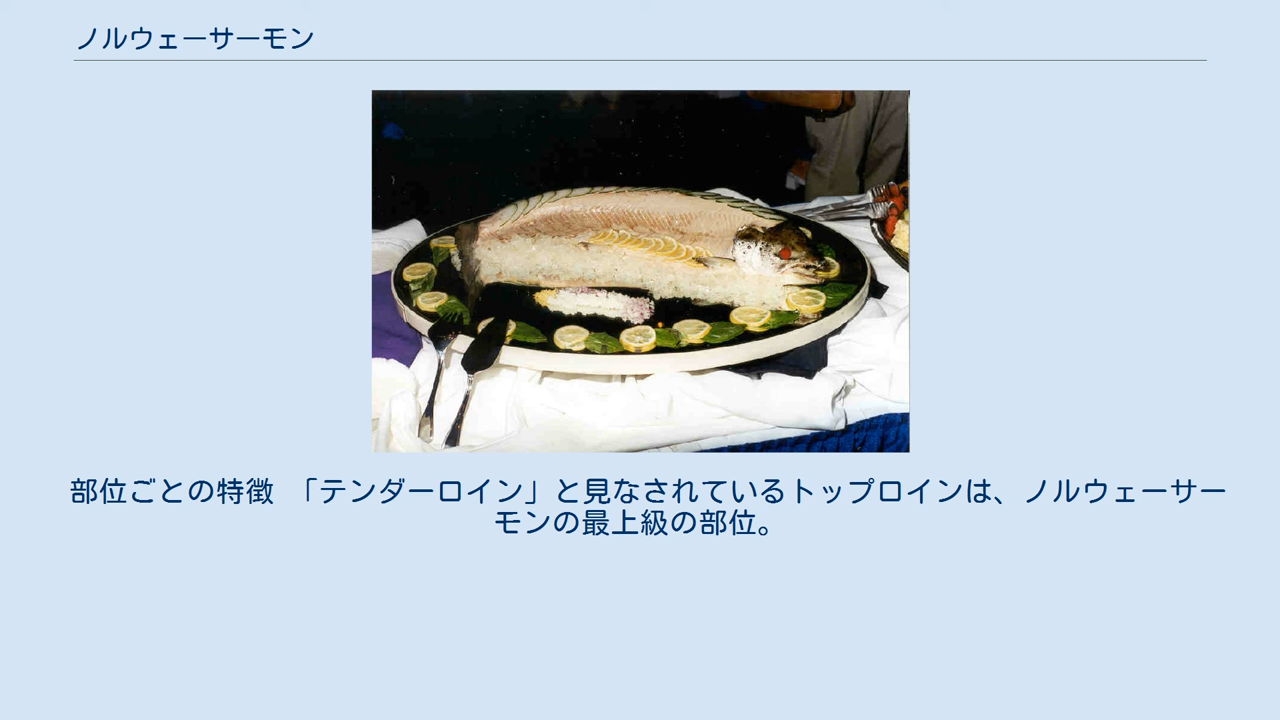 ノルウェーサーモン
部位ごとの特徴　「テンダーロイン」と見なされているトップロインは、ノルウェーサー
モンの最上級の部位。